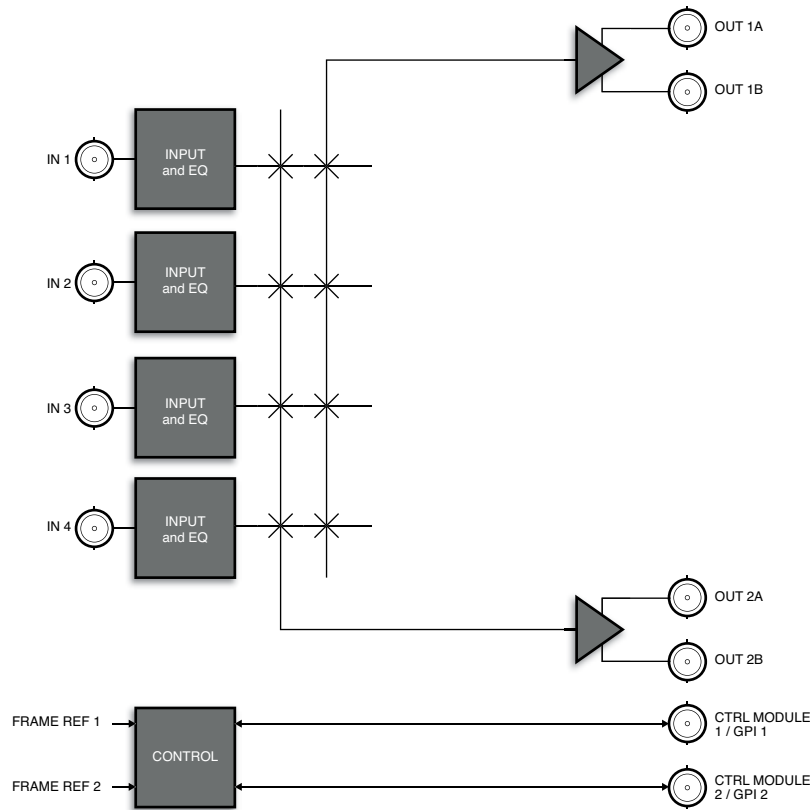 OUT 1A
OUT 1B
IN 1
INPUT
and EQ
IN 2
INPUT
and EQ
IN 3
INPUT
and EQ
IN 4
INPUT
and EQ
OUT 2A
OUT 2B
FRAME REF 1
CONTROL
CTRL MODULE
1 / GPI 1
FRAME REF 2
CTRL MODULE
2 / GPI 2